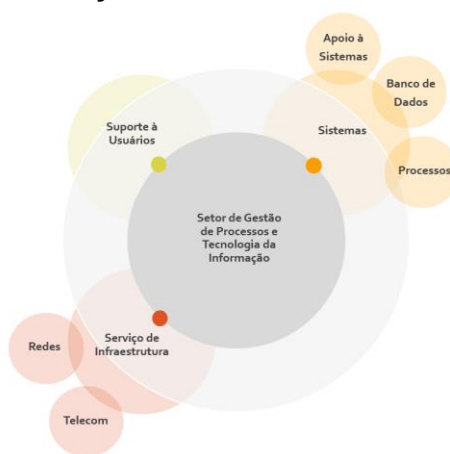 Apoio à
Sistemas
Banco de
Dados
Suporte à
Usuários
Sistemas
Processos
Setor de Gestão
de Processos e
Tecnologia da
Informação
Redes
Serviço de
Infraestrutura
Telecom